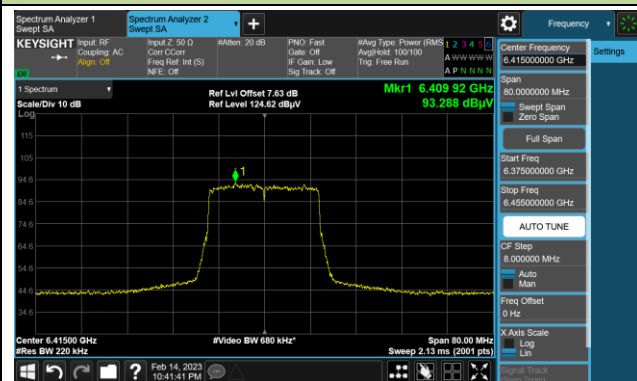 Spectrum Analyzer 1
Swept SA
Spectrum Analyzer 2
Swept SA
+
Frequency
KEYSIGHT
Input: RF
Coupling: AC
Align: Off
Input Z: 50 Ω
Corr CCorr
Freq Ref: Int (S)
NFE: Off
#Atten: 20 dB
PNO: Fast
Gate: Off
IF Gain: Low
Sig Track: Off
#Avg Type: Power (RMS
Avg|Hold: 100/100
Trig: Free Run
1 2 3 4 5 6
A W W W W W
A P N N N N
LXI
1 Spectrum
Scale/Div 10 dB
Log
Ref Lvl Offset 7.63 dB
Ref Level 124.62 dBµV
Mkr1 6.409 92 GHz
93.288 dBµV
115
105
94.6
84.6
74.6
64.6
54.6
44.6
34.6
1
Center 6.41500 GHz
#Res BW 220 kHz
#Video BW 680 kHz*
Span 80.00 MHz
Sweep 2.13 ms (2001 pts)
Center Frequency
6.415000000 GHz
Settings
Span
80.0000000 MHz
Swept Span
Zero Span
Full Span
Start Freq
6.375000000 GHz
Stop Freq
6.455000000 GHz
AUTO TUNE
CF Step
8.000000 MHz
Auto
Man
Freq Offset
0 Hz
X Axis Scale
Log
Lin
Signal Track
(Span Zoom)
?
Feb 14, 2023
10:41:41 PM